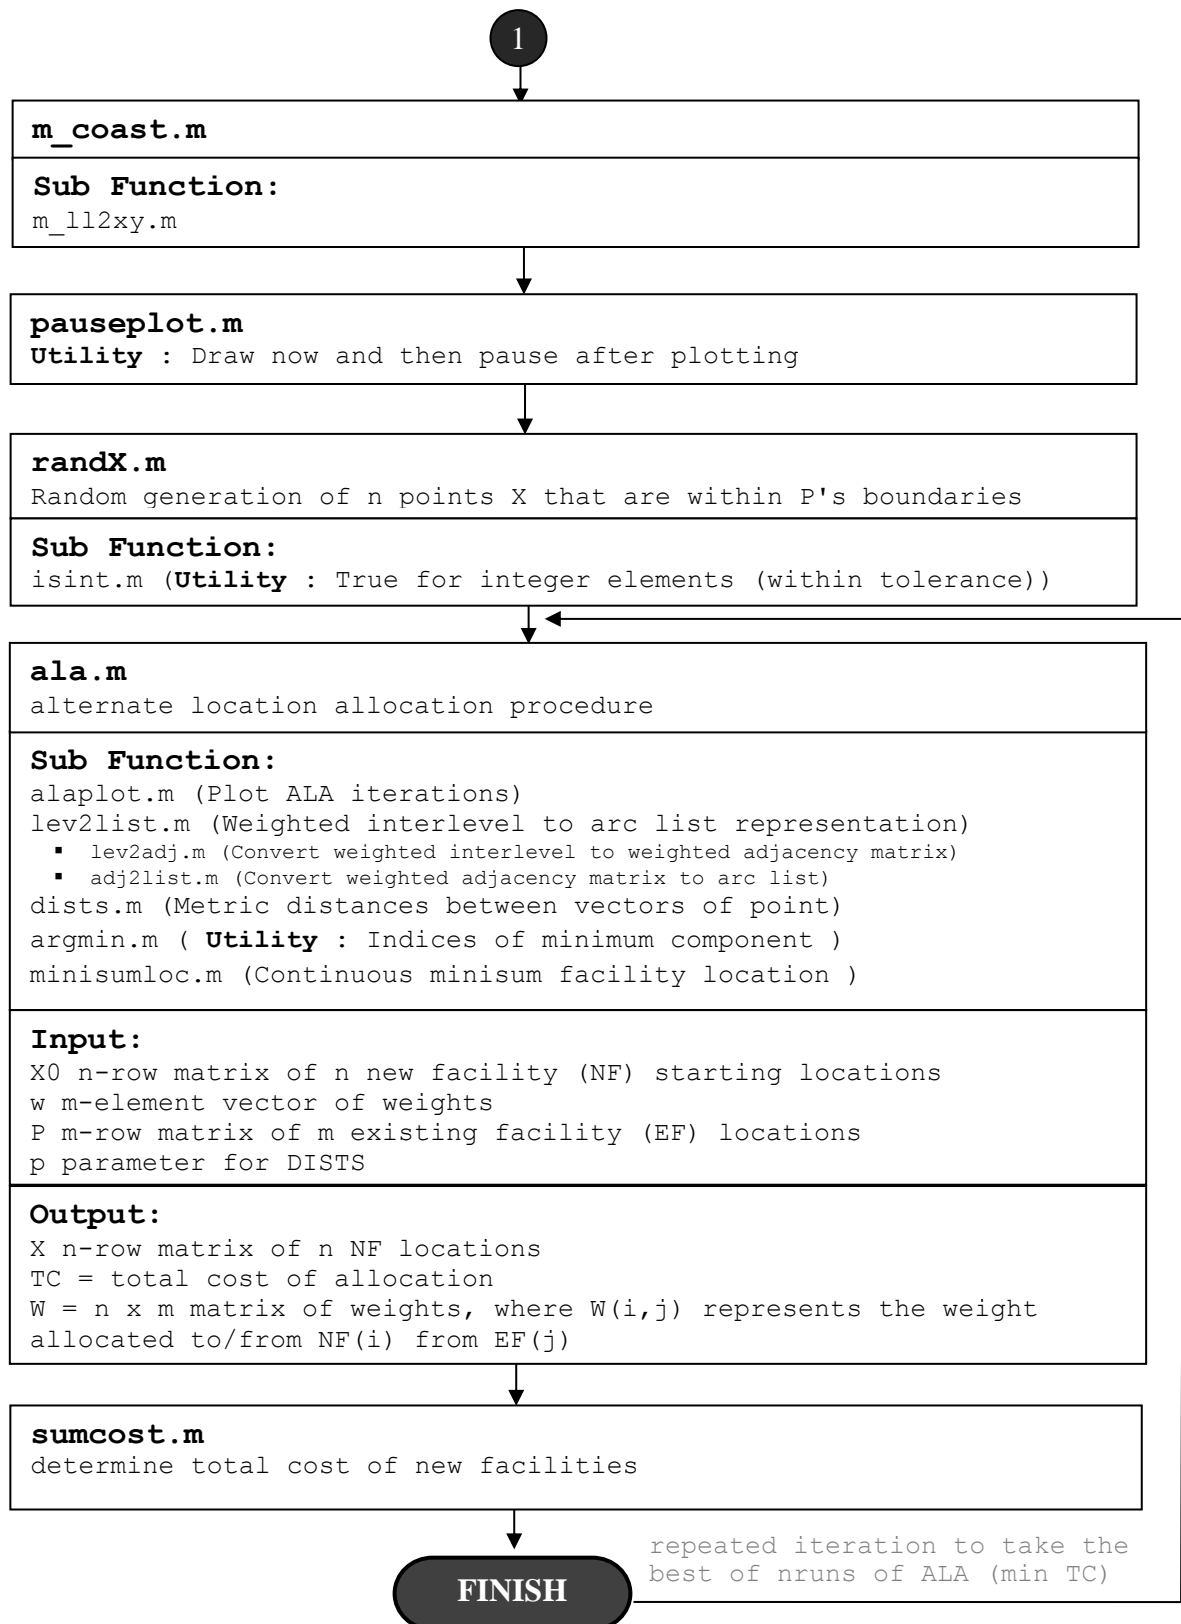 1
m_coast.m
Sub Function:
m_ll2xy.m
pauseplot.m
Utility : Draw now and then pause after plotting
randX.m
Random generation of n points X that are within P's boundaries
Sub Function:
isint.m (Utility : True for integer elements (within tolerance))
ala.m
alternate location allocation procedure
Sub Function:
alaplot.m (Plot ALA iterations)
lev2list.m (Weighted interlevel to arc list representation)
▪ lev2adj.m (Convert weighted interlevel to weighted adjacency matrix)
▪ adj2list.m (Convert weighted adjacency matrix to arc list)
dists.m (Metric distances between vectors of point)
argmin.m ( Utility : Indices of minimum component )
minisumloc.m (Continuous minisum facility location )
Input:
X0 n-row matrix of n new facility (NF) starting locations
w m-element vector of weights
P m-row matrix of m existing facility (EF) locations
p parameter for DISTS
Output:
X n-row matrix of n NF locations
TC = total cost of allocation
W = n x m matrix of weights, where W(i,j) represents the weight
allocated to/from NF(i) from EF(j)
sumcost.m
determine total cost of new facilities
repeated iteration to take the
best of nruns of ALA (min TC)
FINISH